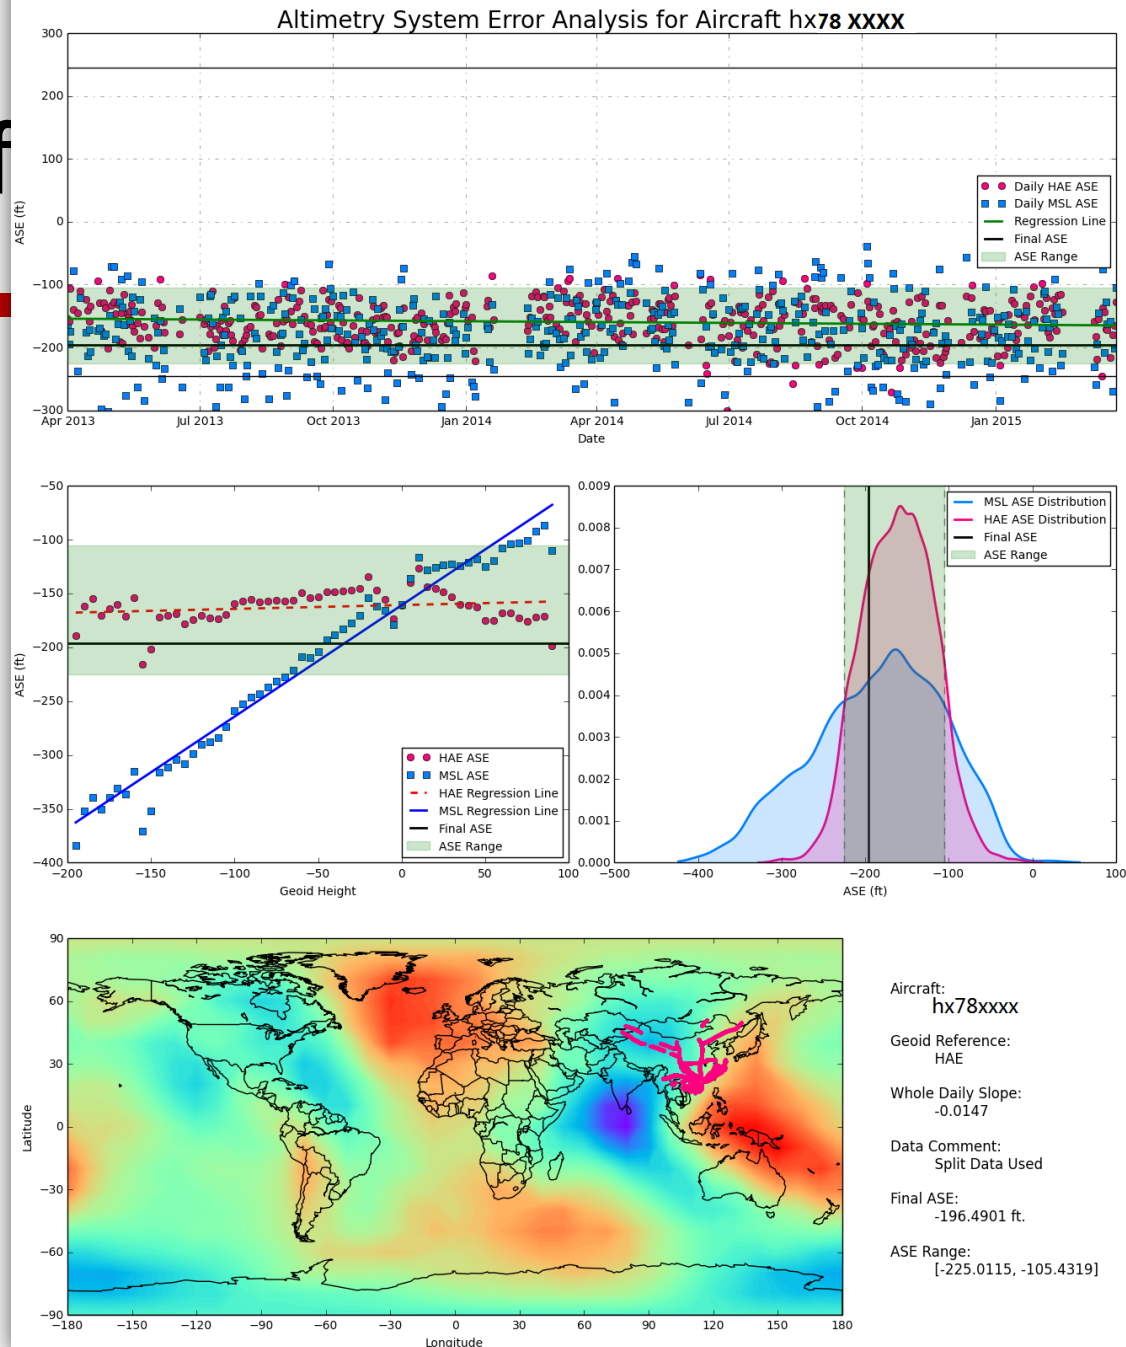 Altimetry System Error Analysis for Aircraft hx78 XXXX
f
300
200
100
0
−100
−200
−300
ASE (ft)
Apr 2013 Jul 2013 Oct 2013 Jan 2014 Apr 2014 Jul 2014 Oct 2014 Jan 2015
Date
Daily HAE ASE
Daily MSL ASE
Regression Line
Final ASE
ASE Range
−50
−100
−150
−200
−250
−300
−350
−400
ASE (ft)
−200 −150 −100 −50 0 50 100
Geoid Height
HAE ASE
MSL ASE
HAE Regression Line
MSL Regression Line
Final ASE
ASE Range
0.009
0.008
0.007
0.006
0.005
0.004
0.003
0.002
0.001
0.000
−500 −400 −300 −200 −100 0 100
ASE (ft)
MSL ASE Distribution
HAE ASE Distribution
Final ASE
ASE Range
90
60
30
0
−30
−60
−90
Latitude
−180 −150 −120 −90 −60 −30 0 30 60 90 120 150 180
Longitude
Aircraft:
hx78xxxx
Geoid Reference:
HAE
Whole Daily Slope:
-0.0147
Data Comment:
Split Data Used
Final ASE:
-196.4901 ft.
ASE Range:
[-225.0115, -105.4319]